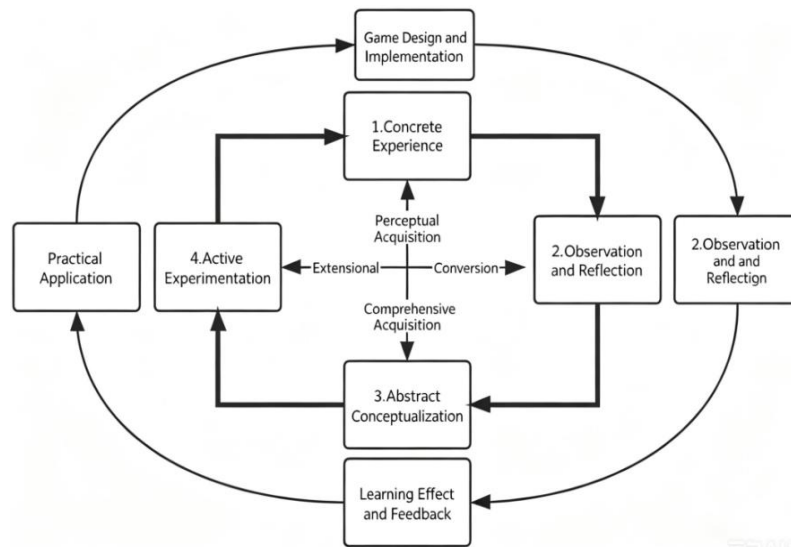 Game Design and
Implementation
1.Concrete
Experience
Perceptual
Acquisition
Practical
Application
4.Active
Experimentation
Extensional
Conversion
2.Observation
and Reflection
2.Observation
and and
Reflectign
Comprehensive
Acquisition
3.Abstract
Conceptualization
Learning Effect
and Feedback